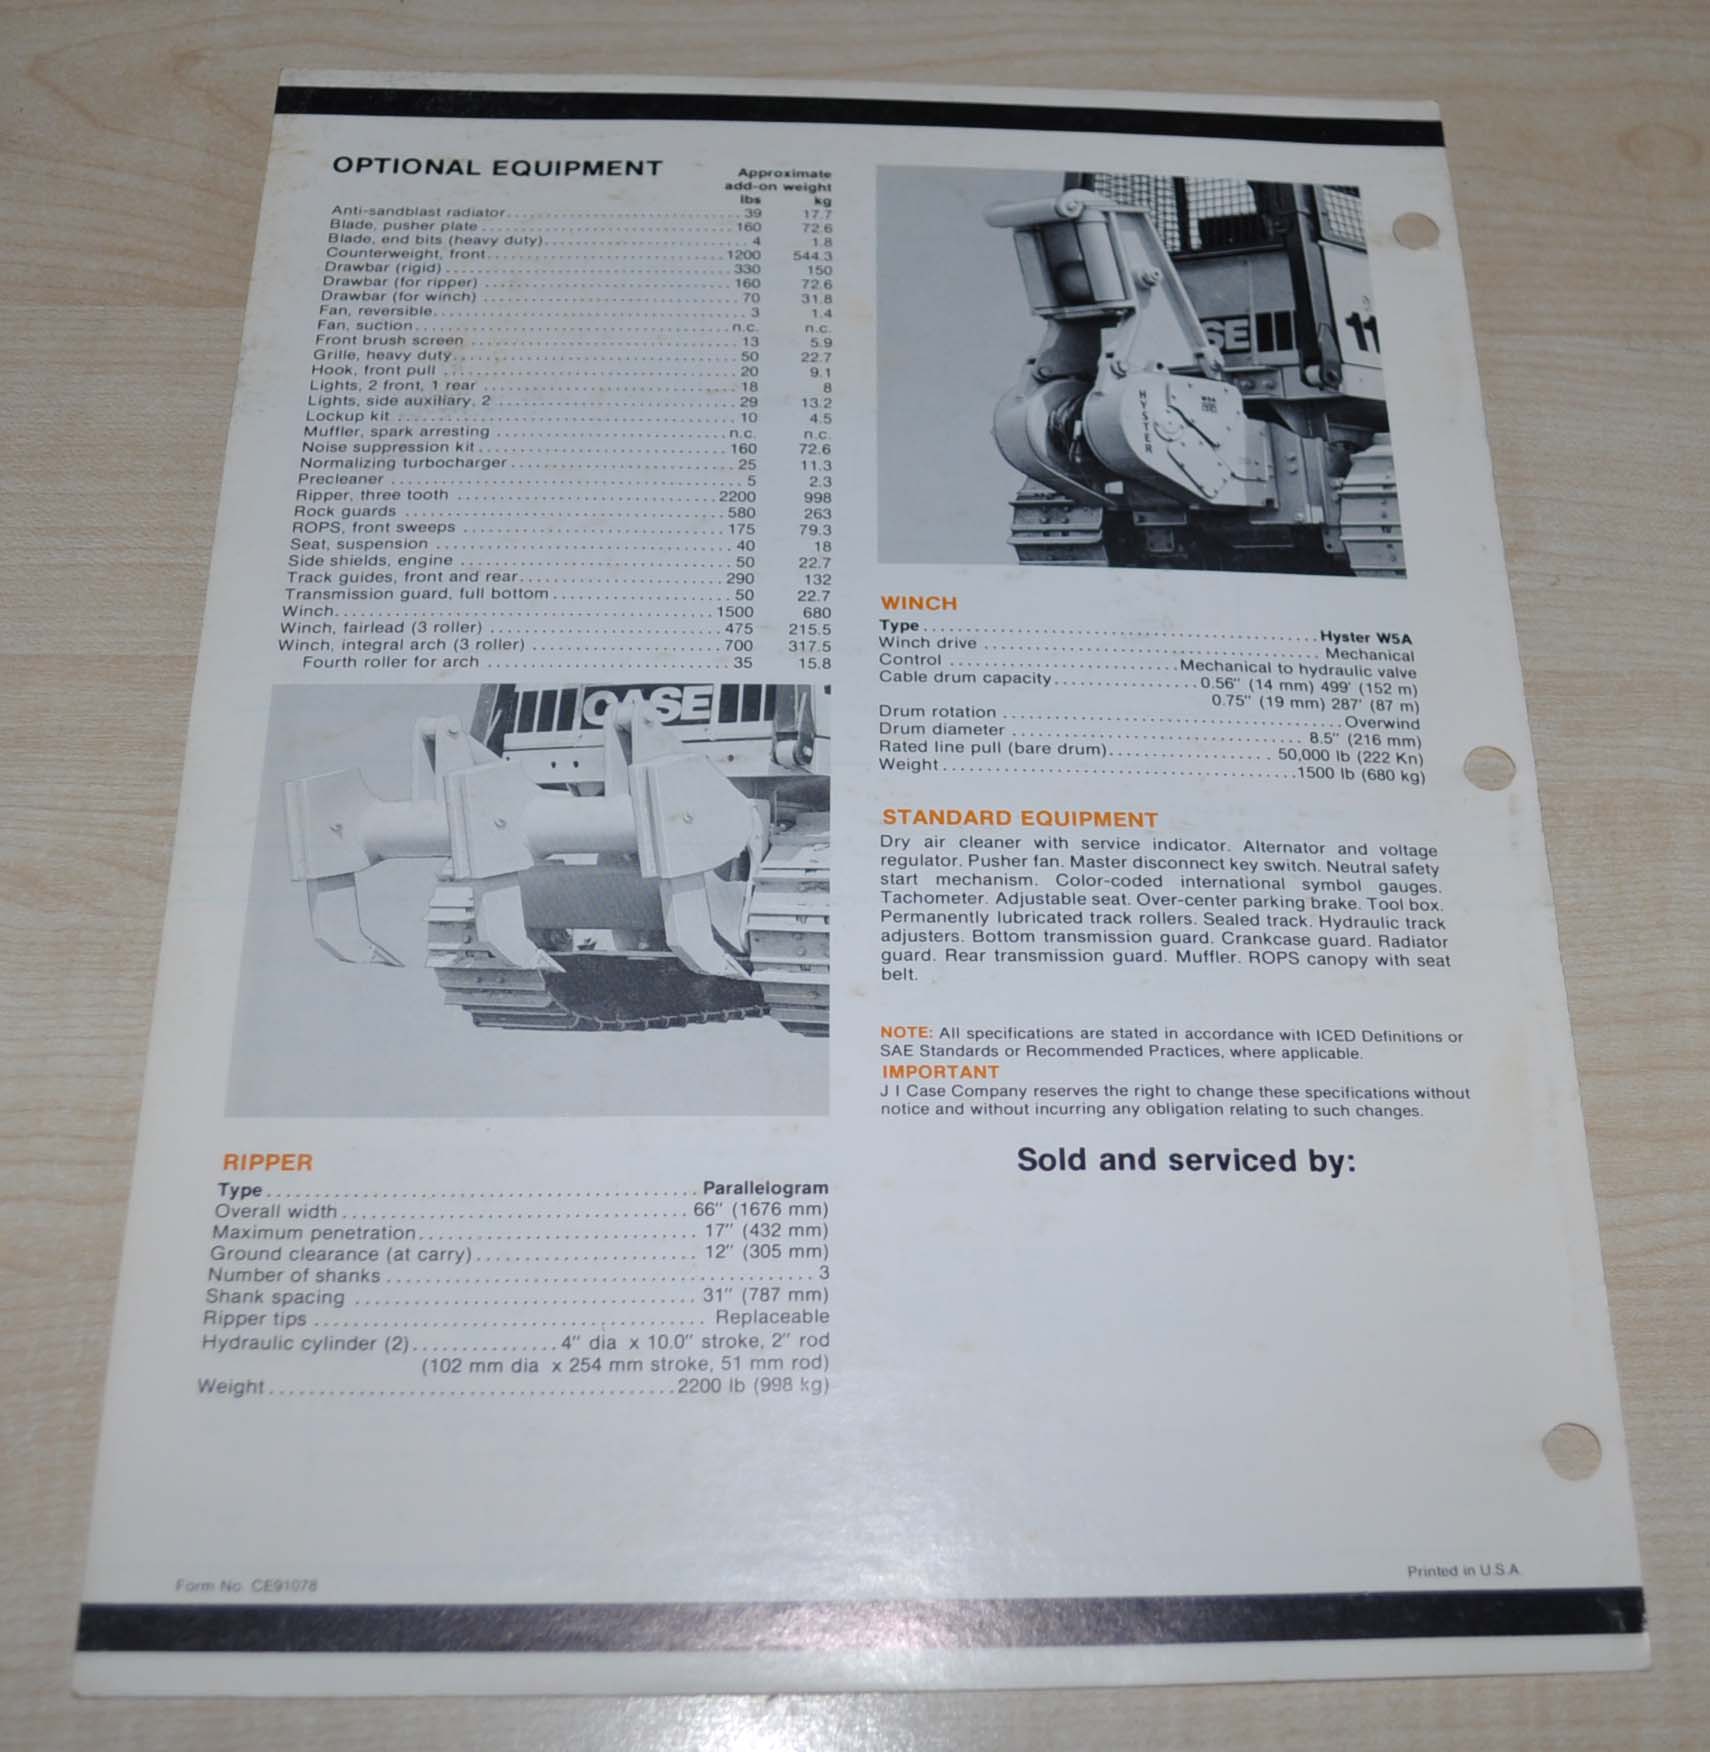 OPTIONAL EQUIPMENT
Approximate
add-on weight
lbs kg
Anti-sandblast radiator 39 17.7
Blade, pusher plate 160 72.6
Blade, end bits (heavy duty) 4 1.8
Counterweight, front 1200 544.3
Drawbar (rigid) 330 150
Drawbar (for ripper) 160 72.6
Drawbar (for winch) 70 31.8
Fan, reversible 3 1.4
Fan, suction n.c. n.c.
Front brush screen 13 5.9
Grille, heavy duty 50 22.7
Hook, front pull 20 9.1
Lights, 2 front, 1 rear 18 8
Lights, side auxiliary, 2 29 13.2
Lockup kit 10 4.5
Muffler, spark arresting n.c. n.c.
Noise suppression kit 160 72.6
Normalizing turbocharger 25 11.3
Precleaner 5 2.3
Ripper, three tooth 2200 998
Rock guards 580 263
ROPS, front sweeps 175 79.3
Seat, suspension 40 18
Side shields, engine 50 22.7
Track guides, front and rear 290 132
Transmission guard, full bottom 50 22.7
Winch 1500 680
Winch, fairlead (3 roller) 475 215.5
Winch, integral arch (3 roller) 700 317.5
Fourth roller for arch 35 15.8
CASE
RIPPER
Type Parallelogram
Overall width 66" (1676 mm)
Maximum penetration 17" (432 mm)
Ground clearance (at carry) 12" (305 mm)
Number of shanks 3
Shank spacing 31" (787 mm)
Ripper tips Replaceable
Hydraulic cylinder (2) 4" dia x 10.0" stroke, 2" rod
(102 mm dia x 254 mm stroke, 51 mm rod)
Weight 2200 lb (998 kg)
Form No. CE91078
SE 11
HYSTER
W5A
WINCH
Type Hyster W5A
Winch drive Mechanical
Control Mechanical to hydraulic valve
Cable drum capacity 0.56" (14 mm) 499' (152 m)
0.75" (19 mm) 287' (87 m)
Drum rotation Overwind
Drum diameter 8.5" (216 mm)
Rated line pull (bare drum) 50,000 lb (222 Kn)
Weight 1500 lb (680 kg)
STANDARD EQUIPMENT
Dry air cleaner with service indicator. Alternator and voltage
regulator. Pusher fan. Master disconnect key switch. Neutral safety
start mechanism. Color-coded international symbol gauges.
Tachometer. Adjustable seat. Over-center parking brake. Tool box.
Permanently lubricated track rollers. Sealed track. Hydraulic track
adjusters. Bottom transmission guard. Crankcase guard. Radiator
guard. Rear transmission guard. Muffler. ROPS canopy with seat
belt.
NOTE: All specifications are stated in accordance with ICED Definitions or
SAE Standards or Recommended Practices, where applicable.
IMPORTANT
J I Case Company reserves the right to change these specifications without
notice and without incurring any obligation relating to such changes.
Sold and serviced by:
Printed in U.S.A.